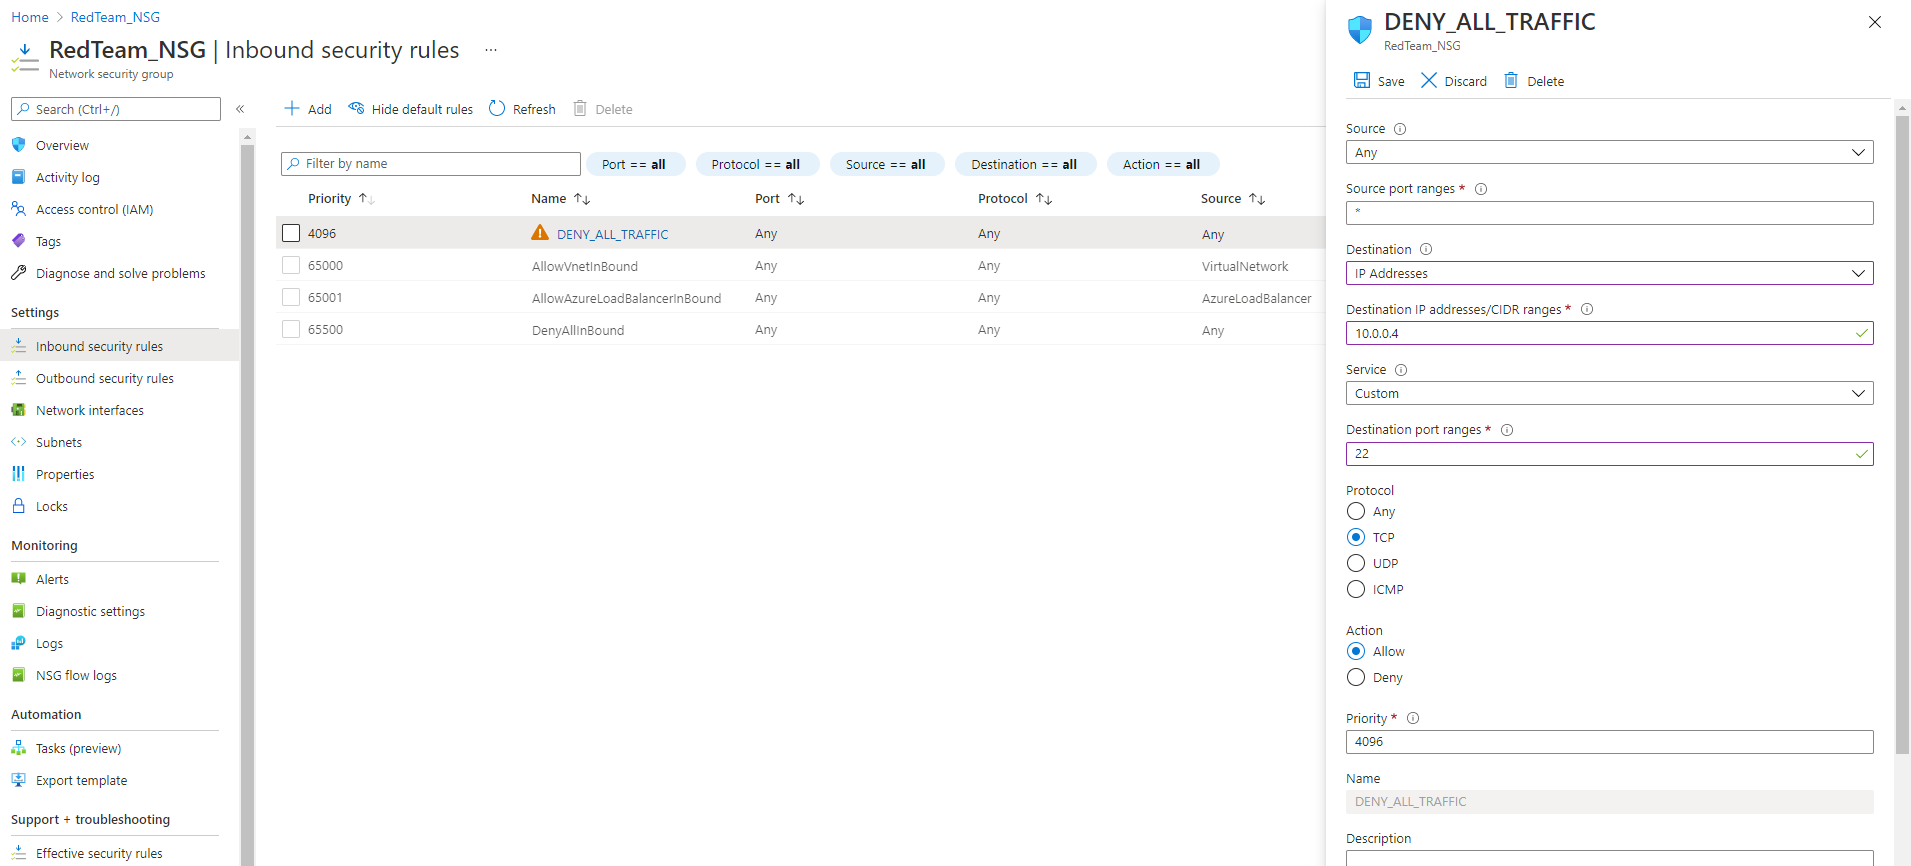 Home > RedTeam_NSG
RedTeam_NSG | Inbound security rules ...
Network security group
Search (Ctrl+/)
«
Overview
Activity log
Access control (IAM)
Tags
Diagnose and solve problems
Settings
Inbound security rules
Outbound security rules
Network interfaces
Subnets
Properties
Locks
Monitoring
Alerts
Diagnostic settings
Logs
NSG flow logs
Automation
Tasks (preview)
Export template
Support + troubleshooting
Effective security rules
Add Hide default rules Refresh Delete
Filter by name Port == all Protocol == all Source == all Destination == all Action == all
Priority Name Port Protocol Source
4096 DENY_ALL_TRAFFIC Any Any Any
65000 AllowVnetInBound Any Any VirtualNetwork
65001 AllowAzureLoadBalancerInBound Any Any AzureLoadBalancer
65500 DenyAllInBound Any Any Any
DENY_ALL_TRAFFIC
RedTeam_NSG
Save Discard Delete
Source
Any
Source port ranges *
*
Destination
IP Addresses
Destination IP addresses/CIDR ranges *
10.0.0.4
Service
Custom
Destination port ranges *
22
Protocol
Any
TCP
UDP
ICMP
Action
Allow
Deny
Priority *
4096
Name
DENY_ALL_TRAFFIC
Description